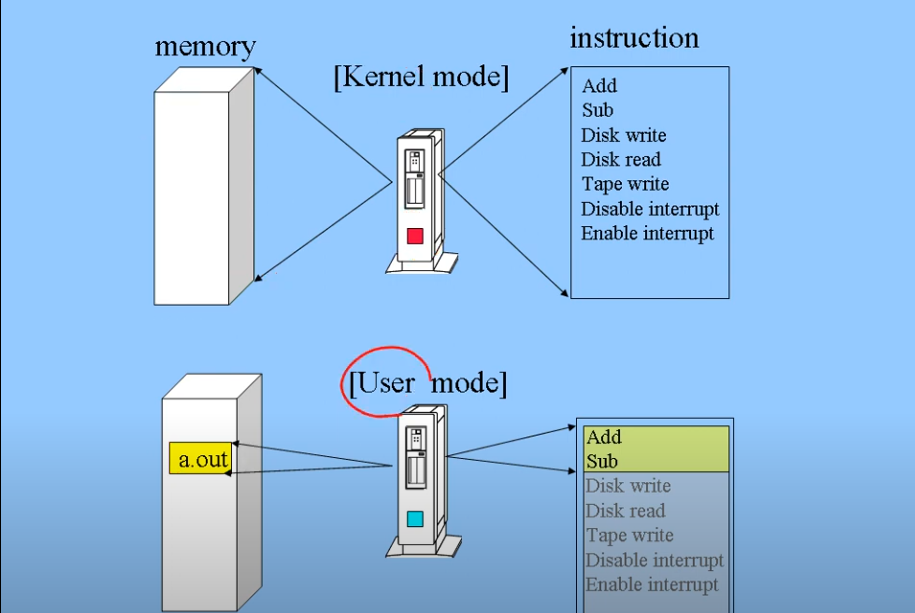 memory
[Kernel mode]
instruction
Add
Sub
Disk write
Disk read
Tape write
Disable interrupt
Enable interrupt
[User mode]
a.out
Add
Sub
Disk write
Disk read
Tape write
Disable interrupt
Enable interrupt